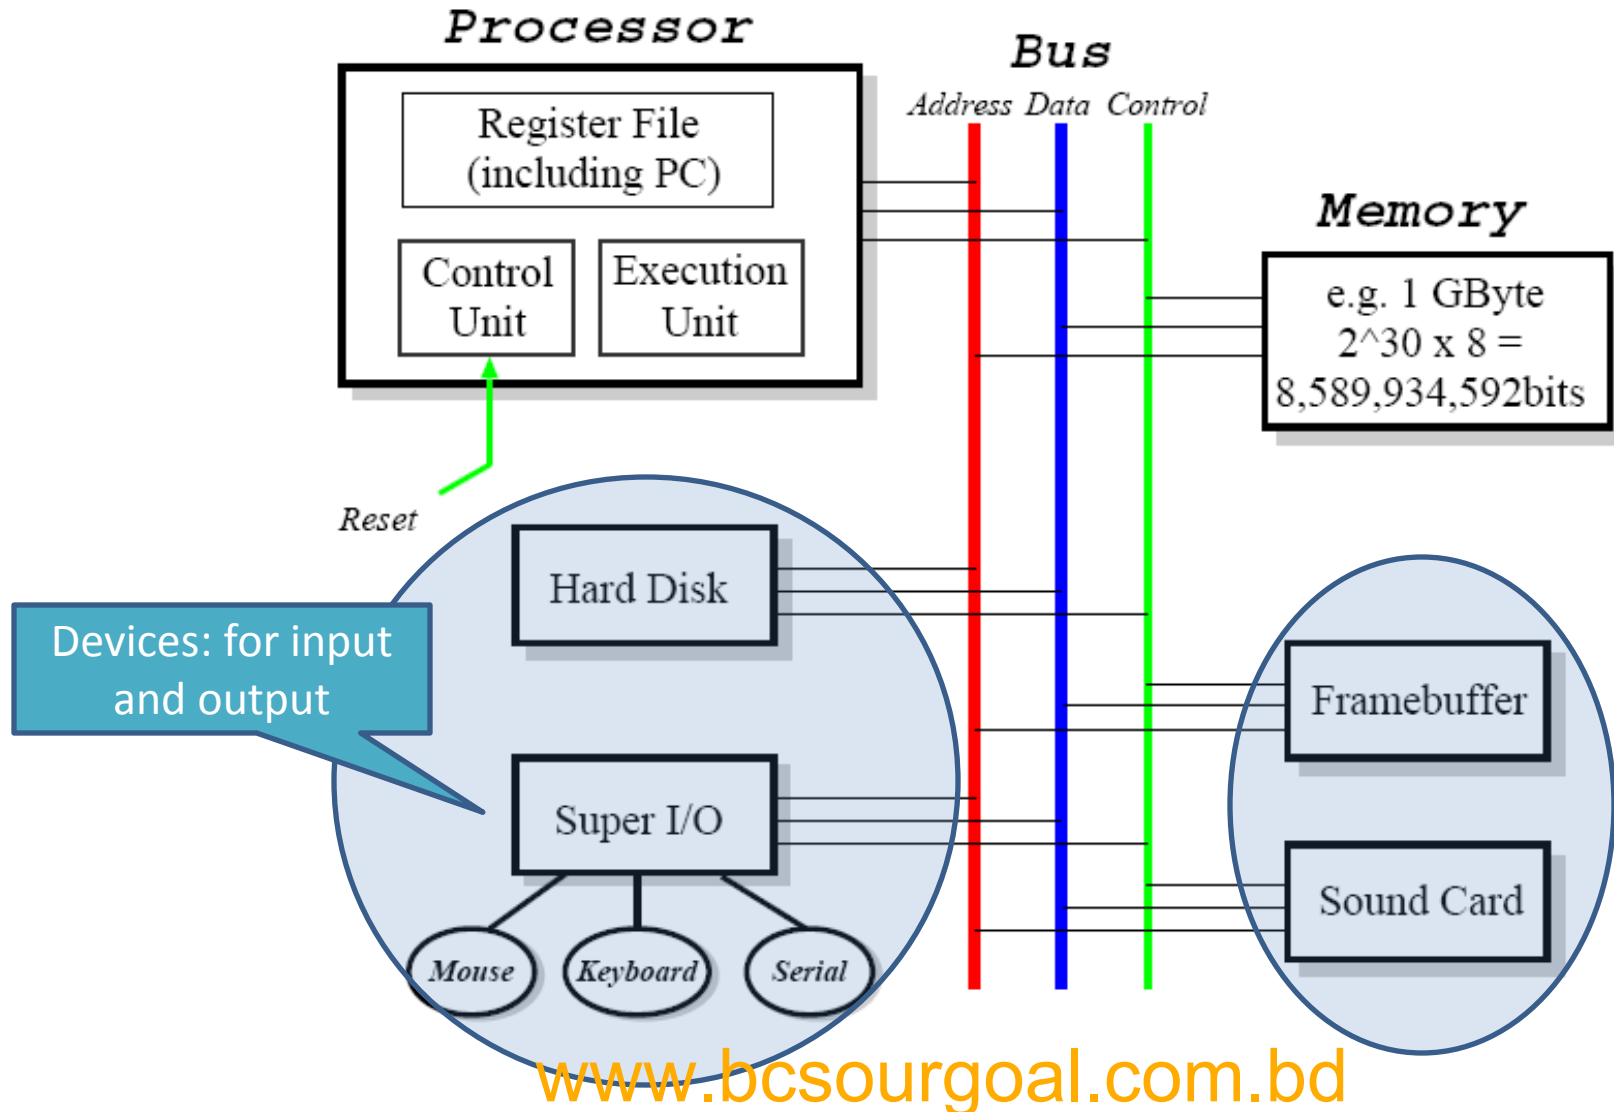 Processor
Register File
(including PC)
Control
Unit
Execution
Unit
Reset
Bus
Address Data Control
Memory
e.g. 1 GByte
2^30 x 8 =
8,589,934,592bits
Hard Disk
Devices: for input
and output
Super I/O
Mouse
Keyboard
Serial
Framebuffer
Sound Card
www.bcsourgoal.com.bd